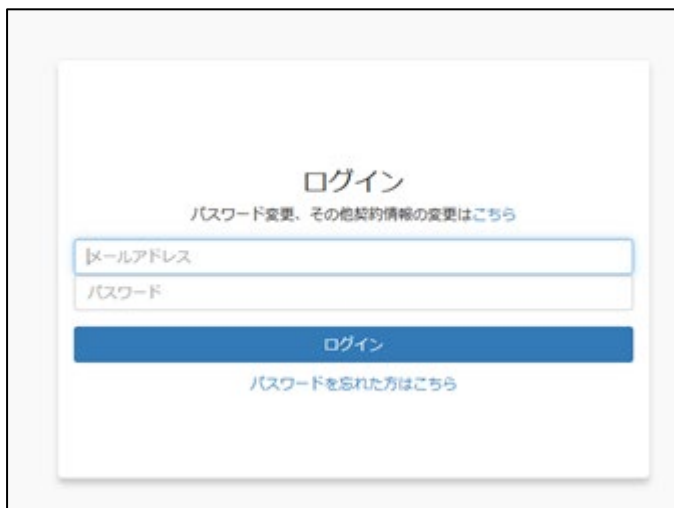 ログイン
パスワード変更、その他契約情報の変更はこちら
メールアドレス
パスワード
ログイン
パスワードを忘れた方はこちら